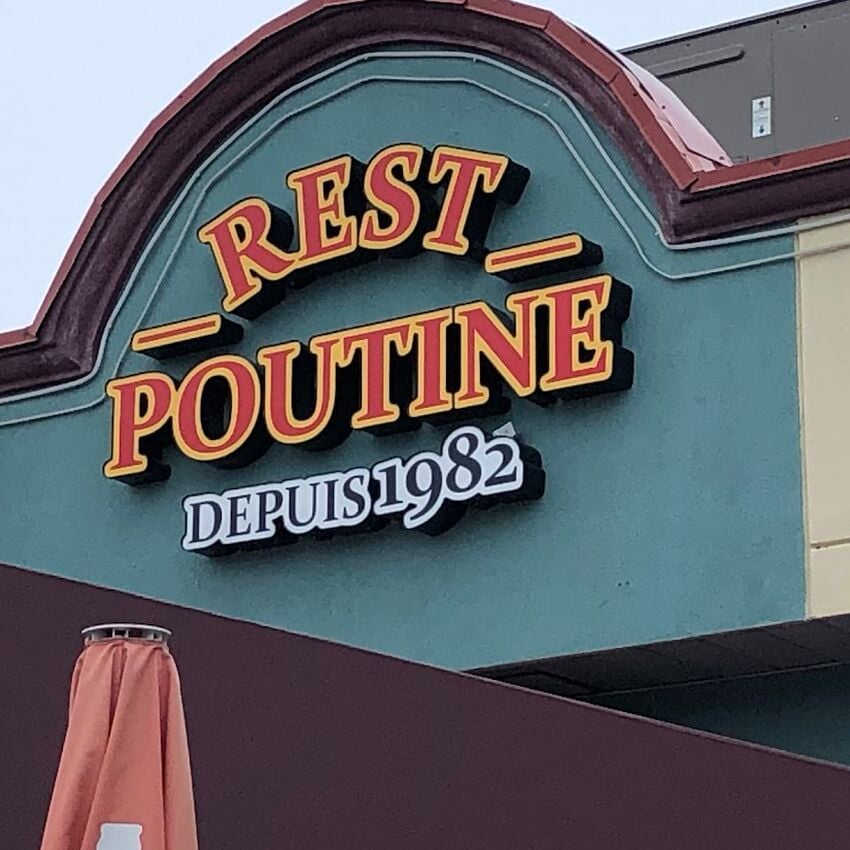 REST
POUTINE
DEPUIS 1982